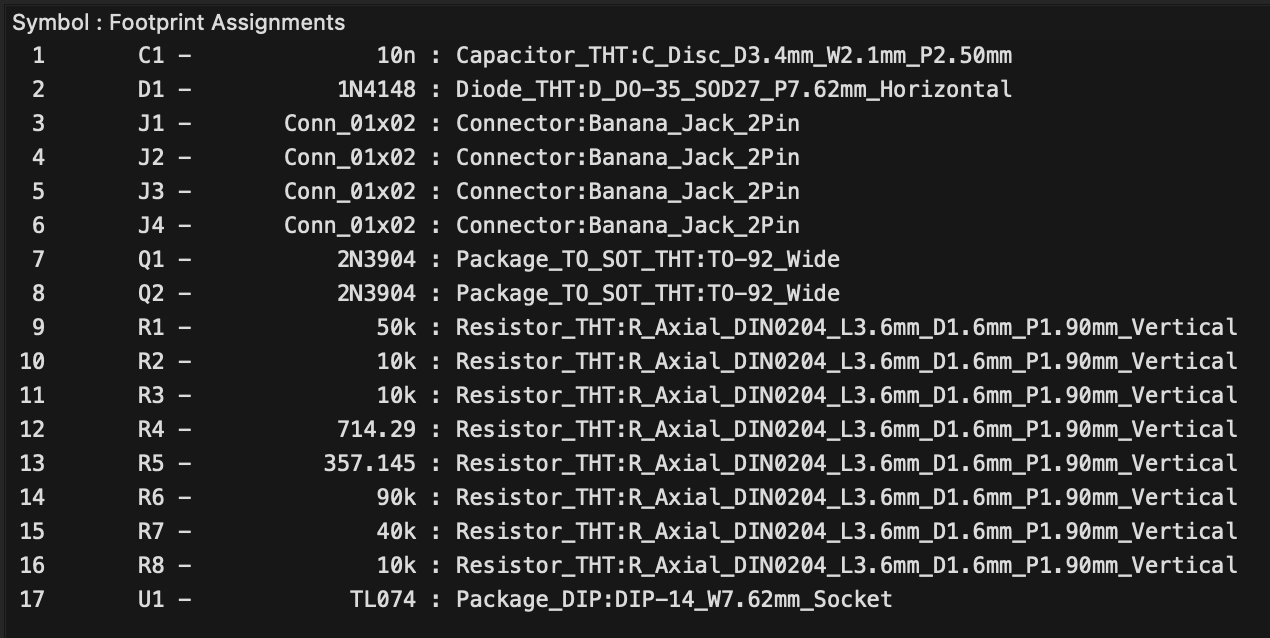 Symbol : Footprint Assignments
1 C1 – 10n : Capacitor_THT:C_Disc_D3.4mm_W2.1mm_P2.50mm
2 D1 – 1N4148 : Diode_THT:D_DO-35_SOD27_P7.62mm_Horizontal
3 J1 – Conn_01x02 : Connector:Banana_Jack_2Pin
4 J2 – Conn_01x02 : Connector:Banana_Jack_2Pin
5 J3 – Conn_01x02 : Connector:Banana_Jack_2Pin
6 J4 – Conn_01x02 : Connector:Banana_Jack_2Pin
7 Q1 – 2N3904 : Package_TO_SOT_THT:TO-92_Wide
8 Q2 – 2N3904 : Package_TO_SOT_THT:TO-92_Wide
9 R1 – 50k : Resistor_THT:R_Axial_DIN0204_L3.6mm_D1.6mm_P1.90mm_Vertical
10 R2 – 10k : Resistor_THT:R_Axial_DIN0204_L3.6mm_D1.6mm_P1.90mm_Vertical
11 R3 – 10k : Resistor_THT:R_Axial_DIN0204_L3.6mm_D1.6mm_P1.90mm_Vertical
12 R4 – 714.29 : Resistor_THT:R_Axial_DIN0204_L3.6mm_D1.6mm_P1.90mm_Vertical
13 R5 – 357.145 : Resistor_THT:R_Axial_DIN0204_L3.6mm_D1.6mm_P1.90mm_Vertical
14 R6 – 90k : Resistor_THT:R_Axial_DIN0204_L3.6mm_D1.6mm_P1.90mm_Vertical
15 R7 – 40k : Resistor_THT:R_Axial_DIN0204_L3.6mm_D1.6mm_P1.90mm_Vertical
16 R8 – 10k : Resistor_THT:R_Axial_DIN0204_L3.6mm_D1.6mm_P1.90mm_Vertical
17 U1 – TL074 : Package_DIP:DIP-14_W7.62mm_Socket